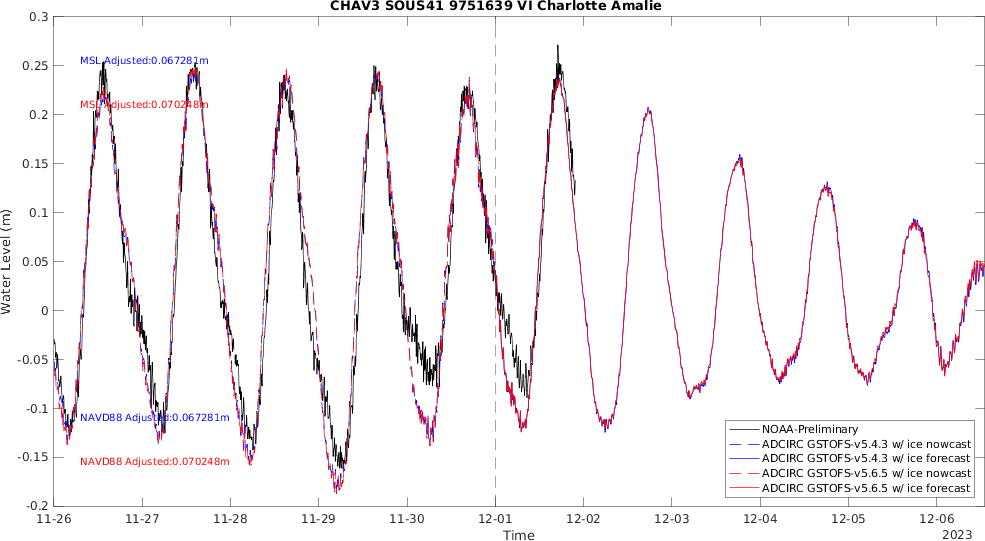 CHAV3 SOUS41 9751639 VI Charlotte Amalie
0.3
0.25
0.2
0.15
0.1
0.05
0
-0.05
-0.1
-0.15
-0.2
Water Level (m)
MSL Adjusted:0.067281m
MSL Adjusted:0.070248m
NAVD88 Adjusted:0.067281m
NAVD88 Adjusted:0.070248m
NOAA-Preliminary
ADCIRC GSTOFS-v5.4.3 w/ ice nowcast
ADCIRC GSTOFS-v5.4.3 w/ ice forecast
ADCIRC GSTOFS-v5.6.5 w/ ice nowcast
ADCIRC GSTOFS-v5.6.5 w/ ice forecast
11-26 11-27 11-28 11-29 11-30 12-01 12-02 12-03 12-04 12-05 12-06
Time
2023